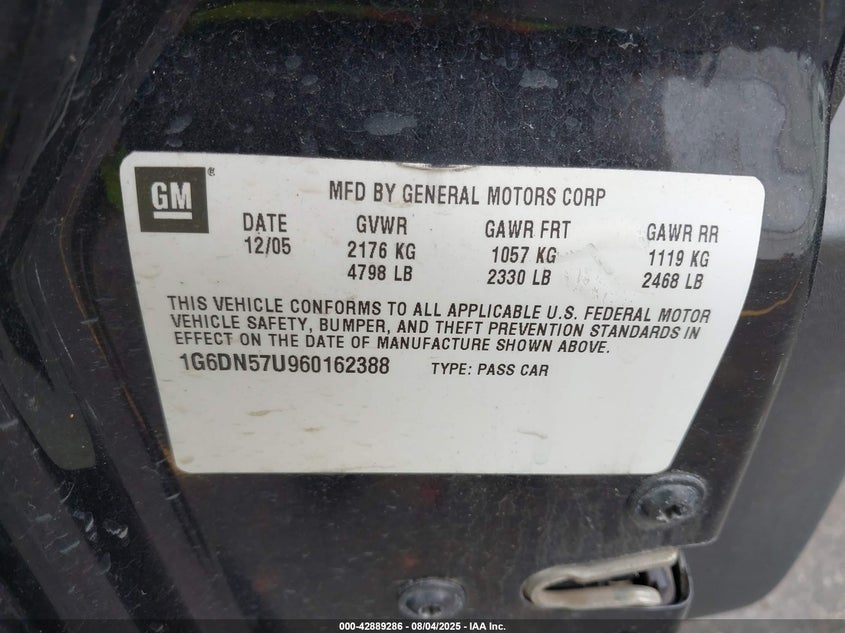 GM®
MFD BY GENERAL MOTORS CORP
DATE GVWR GAWR FRT GAWR RR
12/05 2176 KG 1057 KG 1119 KG
4798 LB 2330 LB 2468 LB
THIS VEHICLE CONFORMS TO ALL APPLICABLE U.S. FEDERAL MOTOR
VEHICLE SAFETY, BUMPER, AND THEFT PREVENTION STANDARDS IN
EFFECT ON THE DATE OF MANUFACTURE SHOWN ABOVE.
1G6DN57U960162388 TYPE: PASS CAR
000-42889286 - 08/04/2025 - IAA Inc.